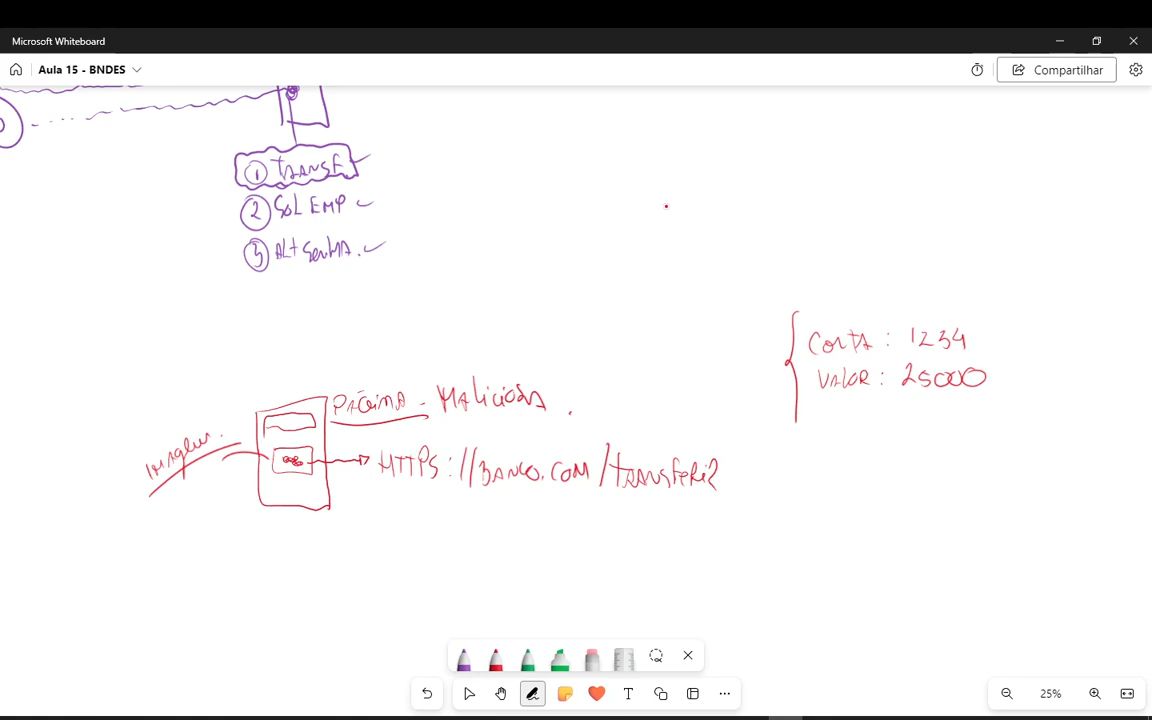 Microsoft Whiteboard
Aula 15 - BNDES
Compartilhar
1 TRANSF
2 SOL EMP
3 ALT SENHA.
CONTA : 1234
VALOR : 25000
PÁGINA - MALICIOSA
HTTPS://BANCO.COM/TRANSFERIR
25%